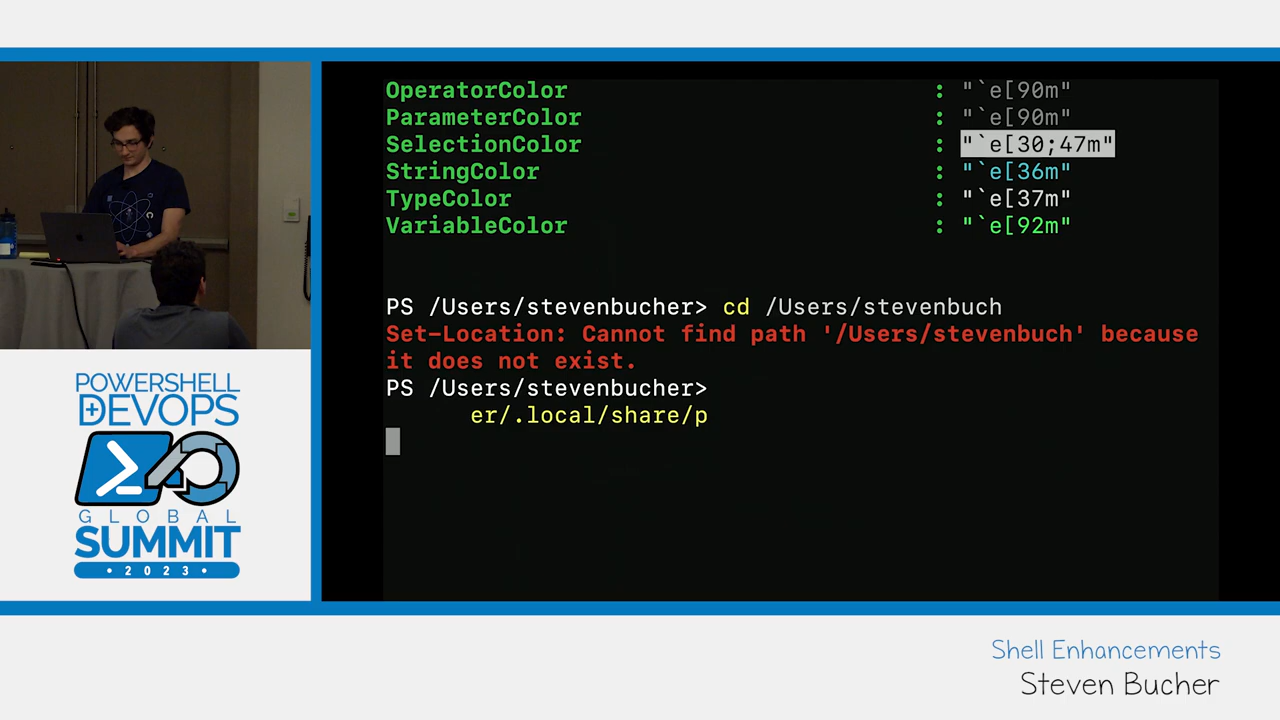 OperatorColor : "`e[90m"
ParameterColor : "`e[90m"
SelectionColor : "`e[30;47m"
StringColor : "`e[36m"
TypeColor : "`e[37m"
VariableColor : "`e[92m"
PS /Users/stevenbucher> cd /Users/stevenbuch
Set-Location: Cannot find path '/Users/stevenbuch' because
it does not exist.
PS /Users/stevenbucher>
er/.local/share/p
POWERSHELL
+DEVOPS
GLOBAL
SUMMIT
• 2023 •
Shell Enhancements
Steven Bucher